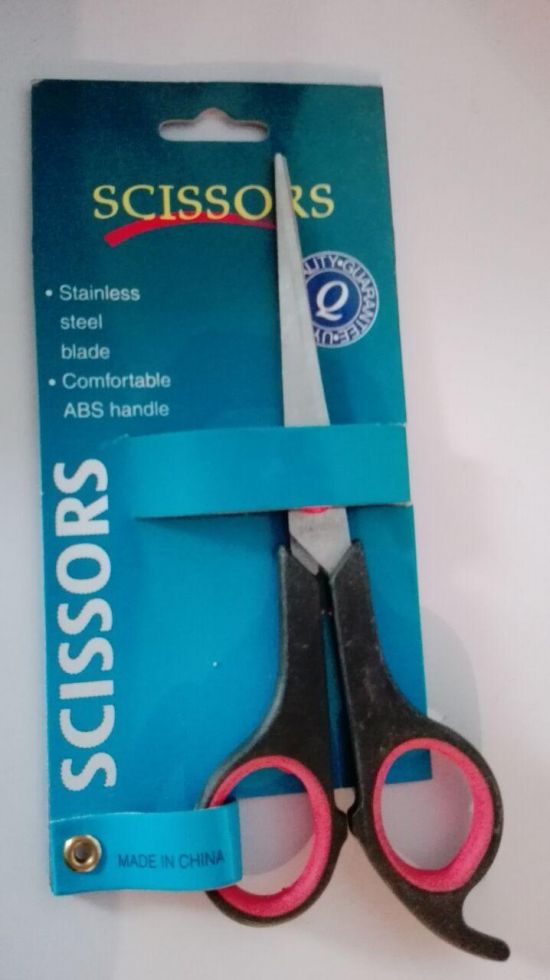 SCISSORS
• Stainless
steel
blade
• Comfortable
ABS handle
Q
SCISSORS
MADE IN CHINA